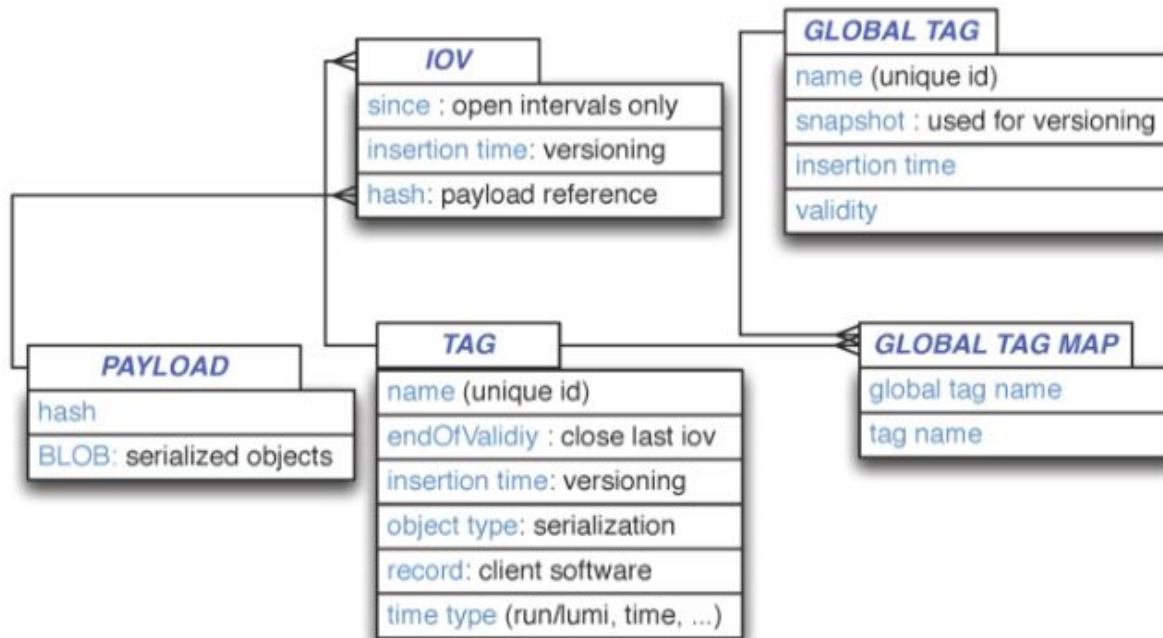 IOV
since : open intervals only
insertion time: versioning
hash: payload reference
GLOBAL TAG
name (unique id)
snapshot : used for versioning
insertion time
validity
PAYLOAD
hash
BLOB: serialized objects
TAG
name (unique id)
endOfValidiy : close last iov
insertion time: versioning
object type: serialization
record: client software
time type (run/lumi, time, ...)
GLOBAL TAG MAP
global tag name
tag name